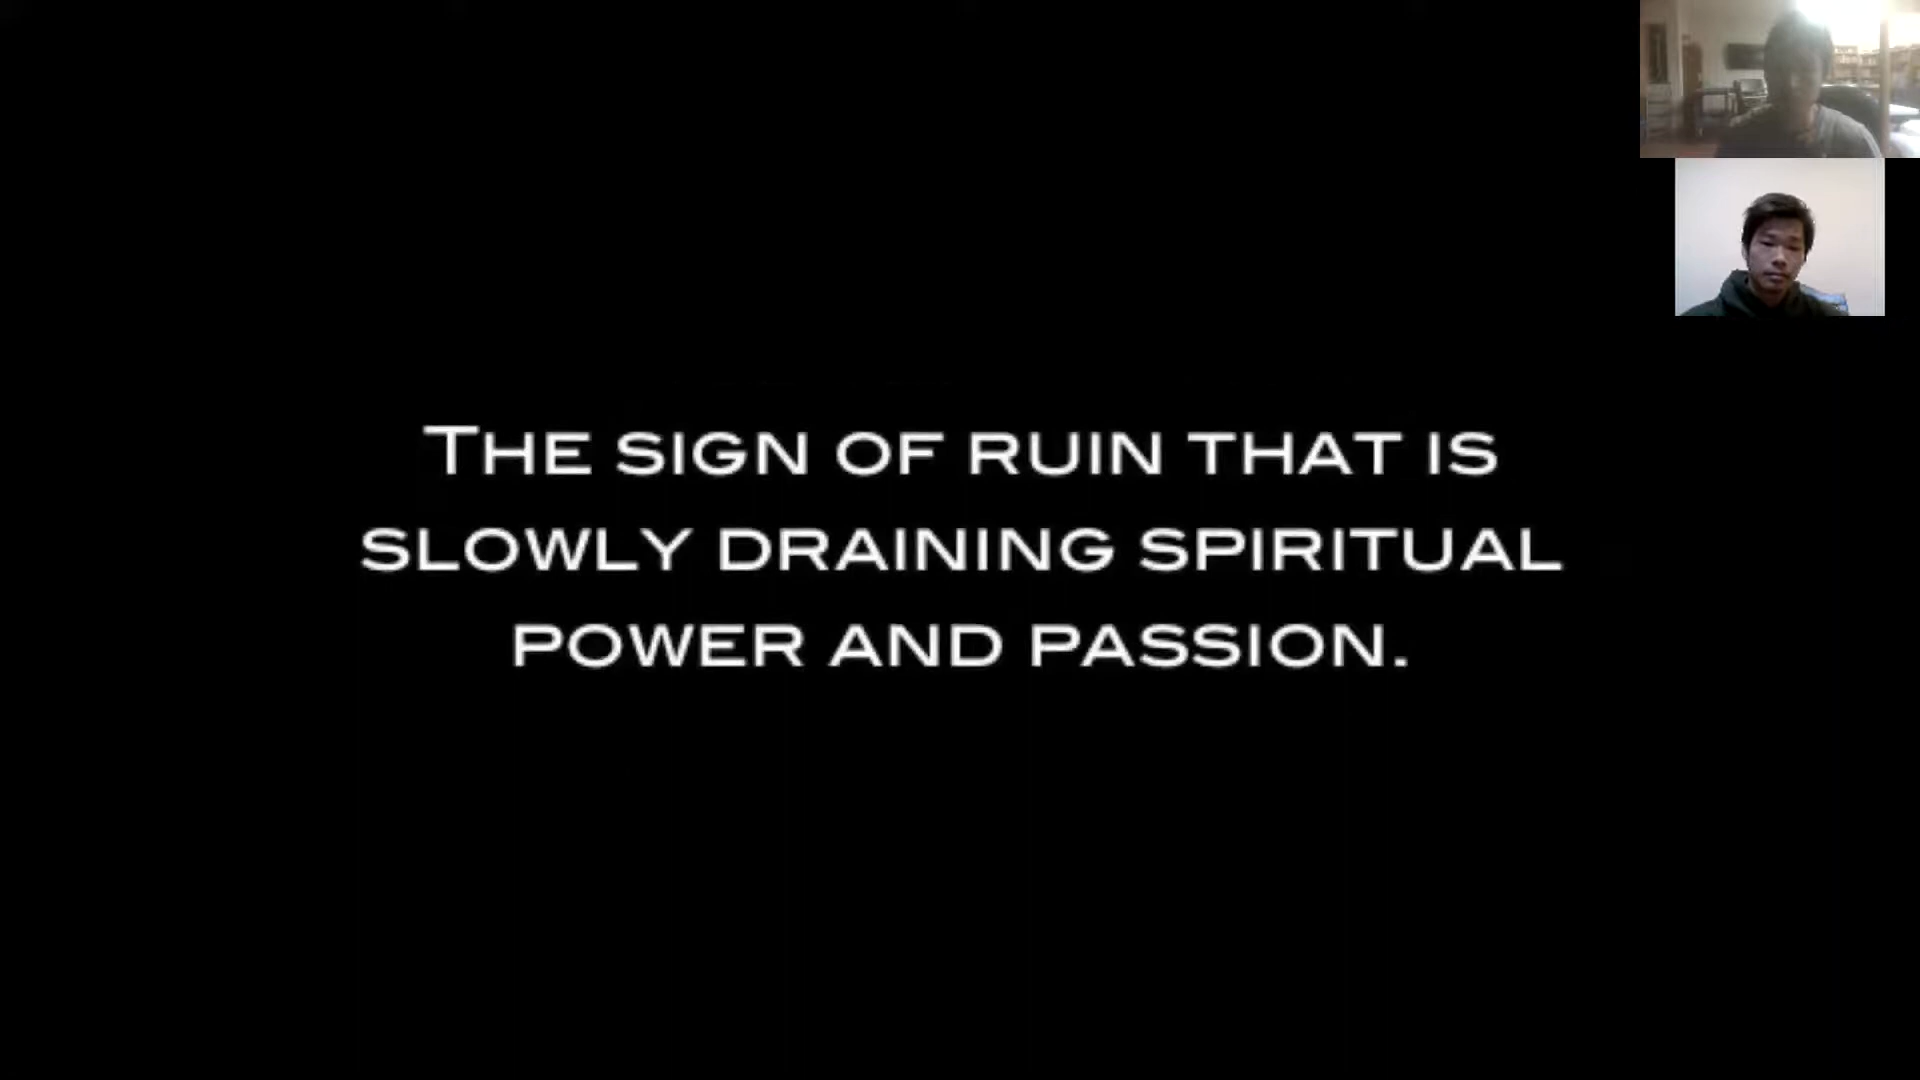 THE SIGN OF RUIN THAT IS
SLOWLY DRAINING SPIRITUAL
POWER AND PASSION.